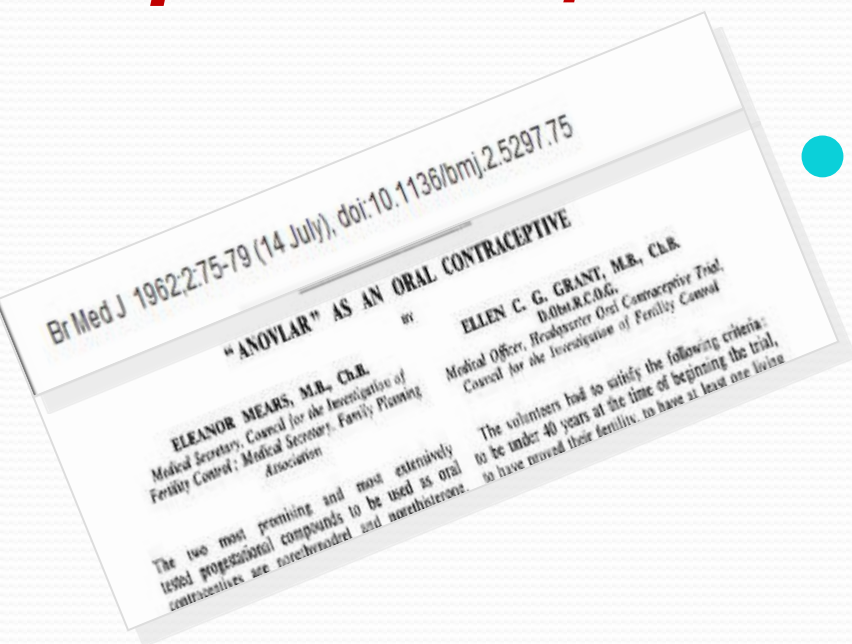 Br Med J 1962;2:75-79 (14 July), doi:10.1136/bmj.2.5297.75
“ ANOVLAR” AS AN ORAL CONTRACEPTIVE
BY
ELEANOR MEARS, M.B., Ch.B.
Medical Secretary, Council for the Investigation of
Fertility Control; Medical Secretary, Family Planning
Association
ELLEN C. G. GRANT, M.B., Ch.B.
D.Obst.R.C.O.G.
Medical Officer, Headquarter Oral Contraceptive Trial,
Council for the Investigation of Fertility Control
The two most promising and most extensively
tested progestational compounds to be used as oral
contraceptives are norethynodrel and norethisterone.
The volunteers had to satisfy the following criteria:
to be under 40 years at the time of beginning the trial,
to have proved their fertility, to have at least one living